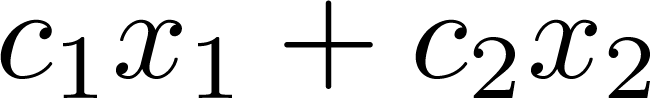 c₁x₁ + c₂x₂